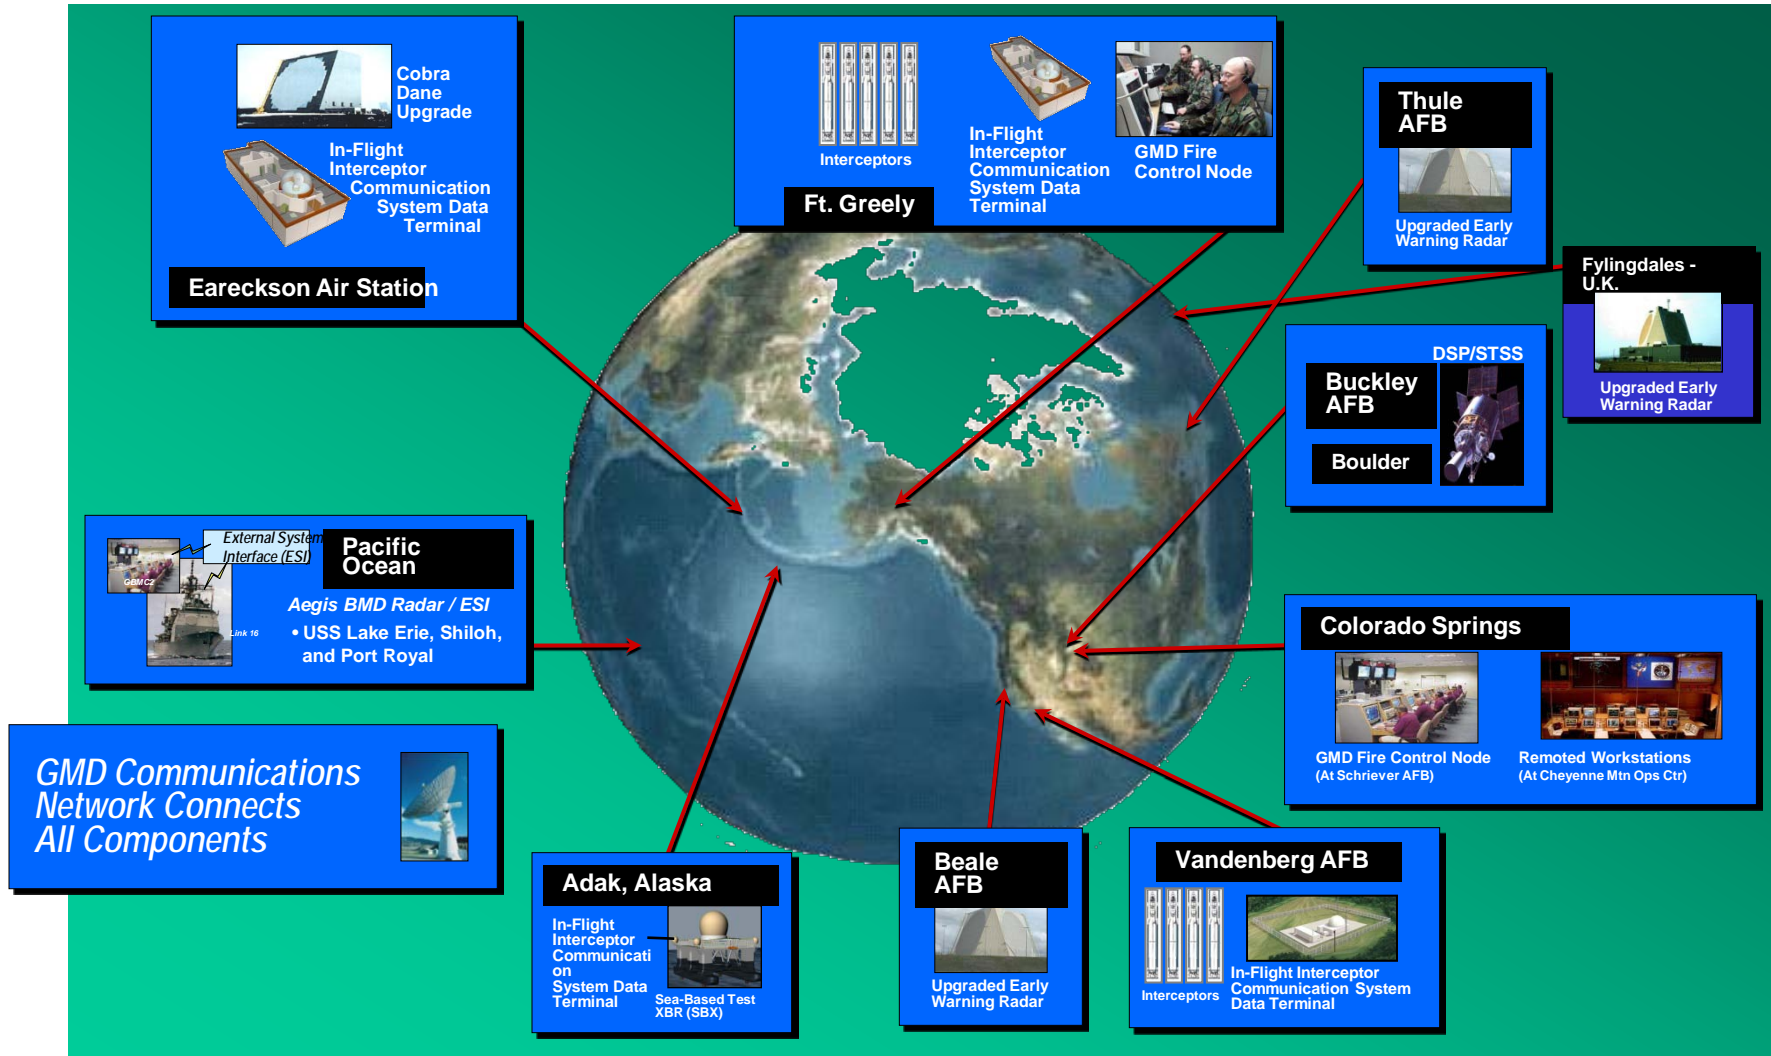 Cobra
Dane
Upgrade
In-Flight
Interceptor
Communication
System Data
Terminal
Eareckson Air Station
Interceptors
In-Flight
Interceptor
Communication
System Data
Terminal
GMD Fire
Control Node
Ft. Greely
Thule
AFB
Upgraded Early
Warning Radar
Fylingdales -
U.K.
Upgraded Early
Warning Radar
DSP/STSS
Buckley
AFB
Boulder
External System
Interface (ESI)
GBMC2
Link 16
Pacific
Ocean
Aegis BMD Radar / ESI
• USS Lake Erie, Shiloh,
and Port Royal
Colorado Springs
GMD Fire Control Node
(At Schriever AFB)
Remoted Workstations
(At Cheyenne Mtn Ops Ctr)
GMD Communications
Network Connects
All Components
Adak, Alaska
In-Flight
Interceptor
Communicati
on
System Data
Terminal
Sea-Based Test
XBR (SBX)
Beale
AFB
Upgraded Early
Warning Radar
Vandenberg AFB
Interceptors
In-Flight Interceptor
Communication System
Data Terminal